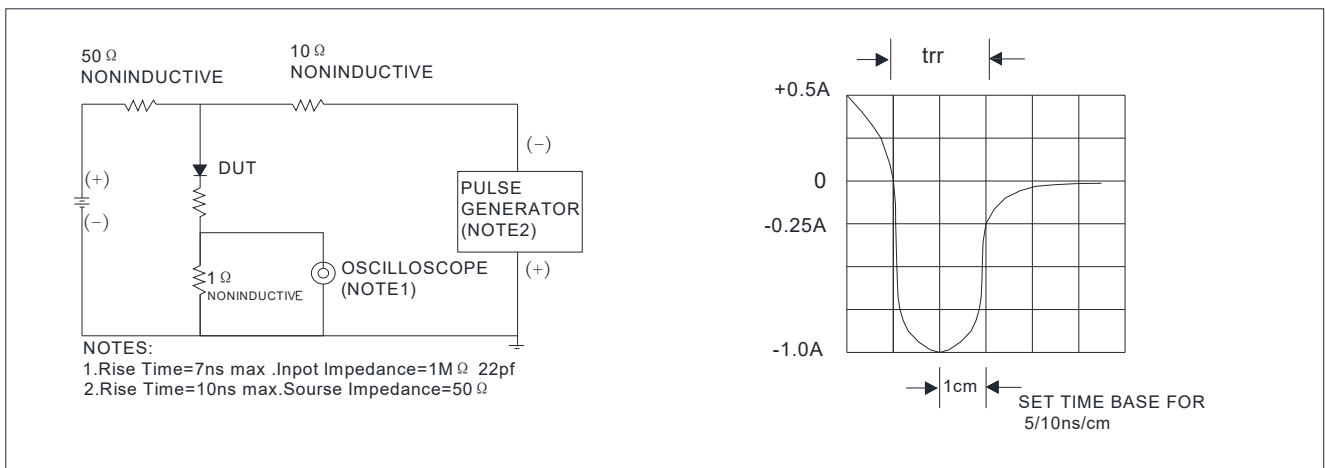 50 Ω
NONINDUCTIVE
10 Ω
NONINDUCTIVE
(+)
(−)
DUT
1 Ω
NONINDUCTIVE
OSCILLOSCOPE
(NOTE1)
(−)
PULSE
GENERATOR
(NOTE2)
(+)
NOTES:
1.Rise Time=7ns max .Inpot Impedance=1M Ω 22pf
2.Rise Time=10ns max.Sourse Impedance=50 Ω
trr
+0.5A
0
-0.25A
-1.0A
1cm
SET TIME BASE FOR
5/10ns/cm